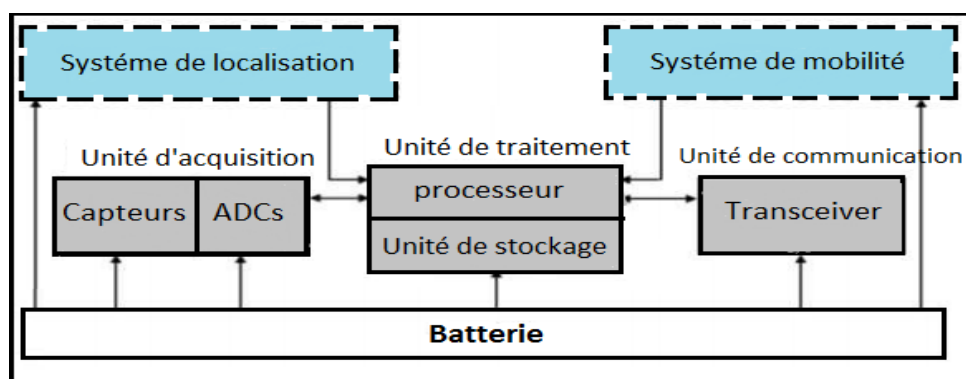 Systéme de localisation
Systéme de mobilité
Unité d'acquisition
Unité de traitement
Unité de communication
Capteurs
ADCs
processeur
Unité de stockage
Transceiver
Batterie